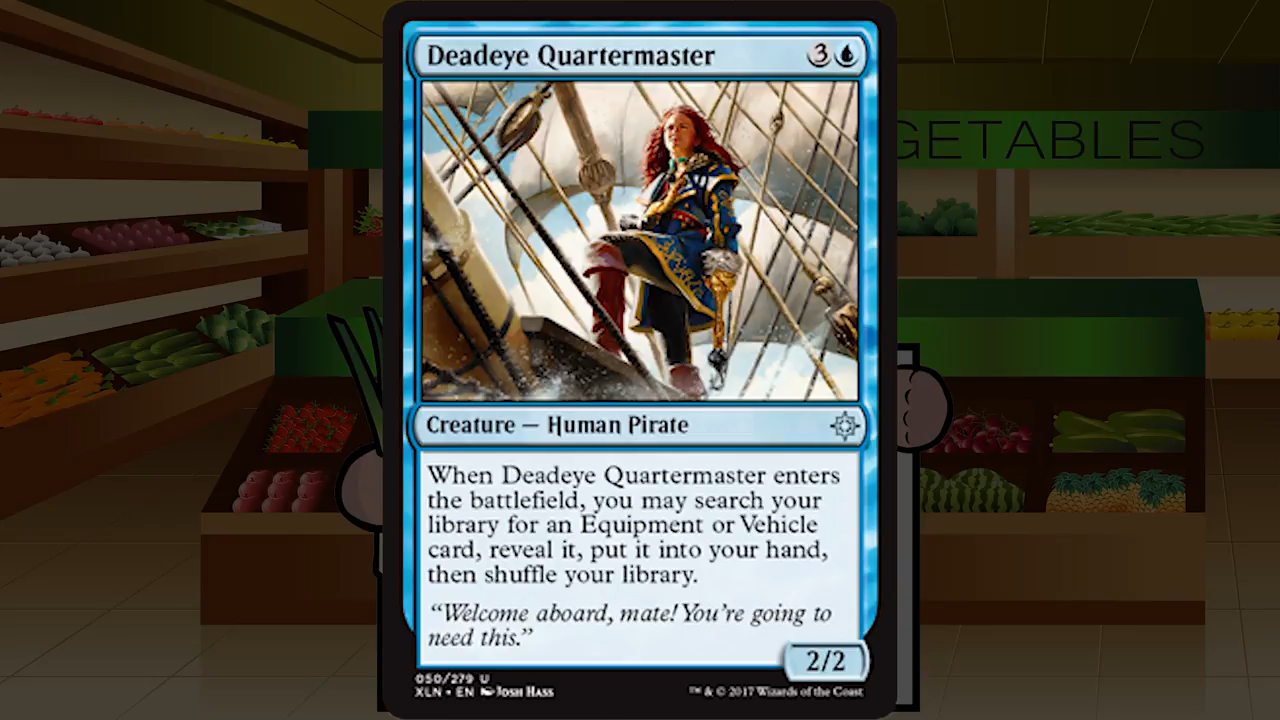 Deadeye Quartermaster 3
GETABLES
Creature — Human Pirate
When Deadeye Quartermaster enters
the battlefield, you may search your
library for an Equipment or Vehicle
card, reveal it, put it into your hand,
then shuffle your library.
“Welcome aboard, mate! You’re going to
need this.”
2/2
050/279 U
XLN • EN Josh Hass
™ & © 2017 Wizards of the Coast